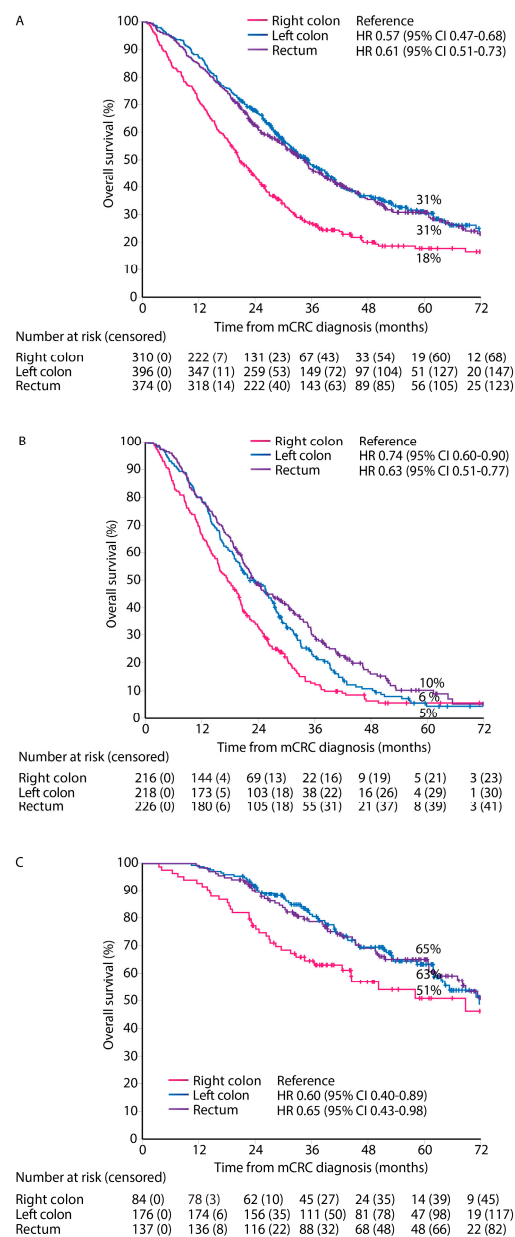 A
Right colon Reference
Left colon HR 0.57 (95% CI 0.47-0.68)
Rectum HR 0.61 (95% CI 0.51-0.73)
Overall survival (%)
100
90
80
70
60
50
40
30
20
10
0
31%
31%
18%
0 12 24 36 48 60 72
Time from mCRC diagnosis (months)
Number at risk (censored)
Right colon 310 (0) 222 (7) 131 (23) 67 (43) 33 (54) 19 (60) 12 (68)
Left colon 396 (0) 347 (11) 259 (53) 149 (72) 97 (104) 51 (127) 20 (147)
Rectum 374 (0) 318 (14) 222 (40) 143 (63) 89 (85) 56 (105) 25 (123)
B
Right colon Reference
Left colon HR 0.74 (95% CI 0.60-0.90)
Rectum HR 0.63 (95% CI 0.51-0.77)
Overall survival (%)
100
90
80
70
60
50
40
30
20
10
0
10%
6%
5%
0 12 24 36 48 60 72
Time from mCRC diagnosis (months)
Number at risk (censored)
Right colon 216 (0) 144 (4) 69 (13) 22 (16) 9 (19) 5 (21) 3 (23)
Left colon 218 (0) 173 (5) 103 (18) 38 (22) 16 (26) 4 (29) 1 (30)
Rectum 226 (0) 180 (6) 105 (18) 55 (31) 21 (37) 8 (39) 3 (41)
C
Overall survival (%)
100
90
80
70
60
50
40
30
20
10
0
65%
63%
51%
Right colon Reference
Left colon HR 0.60 (95% CI 0.40-0.89)
Rectum HR 0.65 (95% CI 0.43-0.98)
0 12 24 36 48 60 72
Time from mCRC diagnosis (months)
Number at risk (censored)
Right colon 84 (0) 78 (3) 62 (10) 45 (27) 24 (35) 14 (39) 9 (45)
Left colon 176 (0) 174 (6) 156 (35) 111 (50) 81 (78) 47 (98) 19 (117)
Rectum 137 (0) 136 (8) 116 (22) 88 (32) 68 (48) 48 (66) 22 (82)